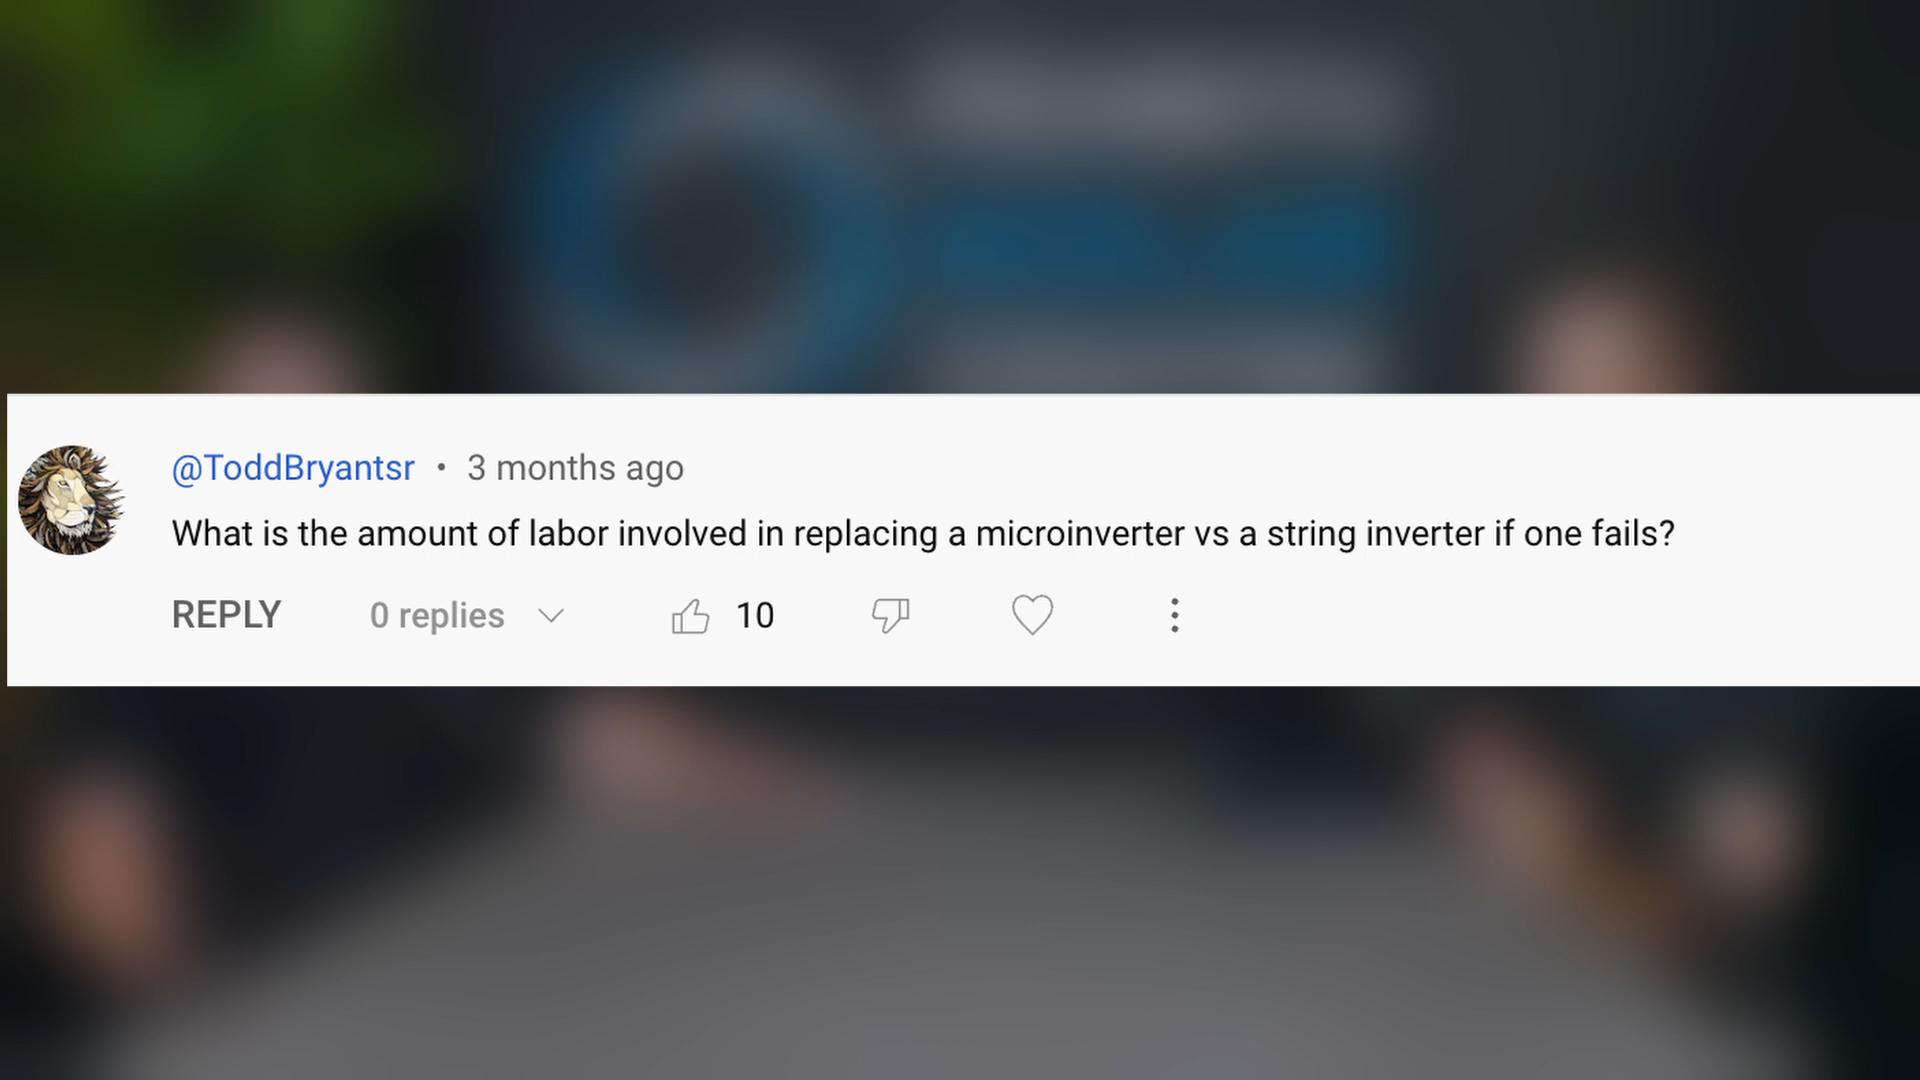 @ToddBryantsr • 3 months ago
What is the amount of labor involved in replacing a microinverter vs a string inverter if one fails?
REPLY 0 replies 10